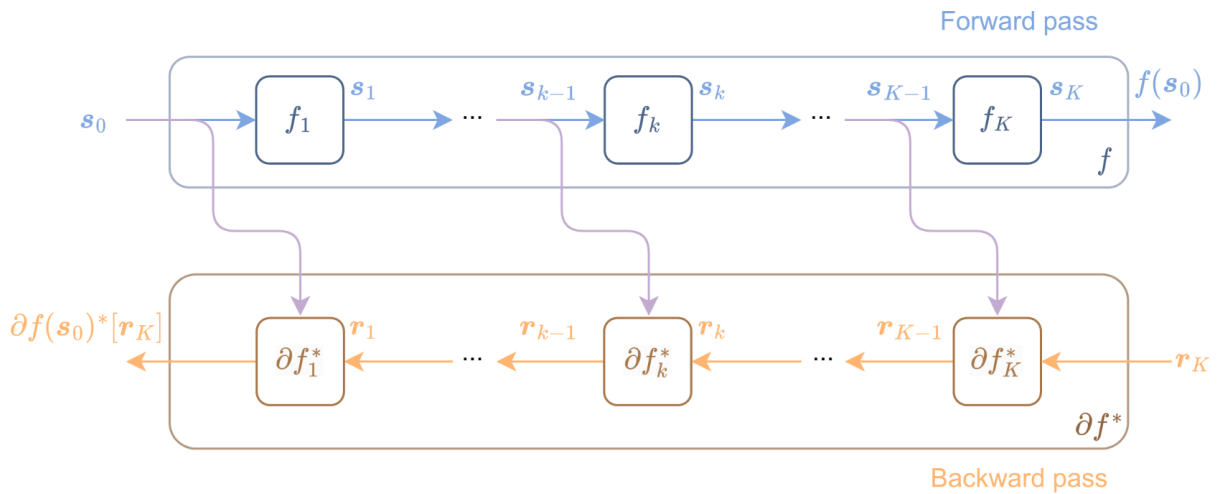 Forward pass
s_0 f_1 s_1 ... s_{k-1} f_k s_k ... s_{K-1} f_K s_K f(s_0)
f
∂f(s_0)*[r_K] ∂f_1^* r_1 ... r_{k-1} ∂f_k^* r_k ... r_{K-1} ∂f_K^* r_K
∂f*
Backward pass